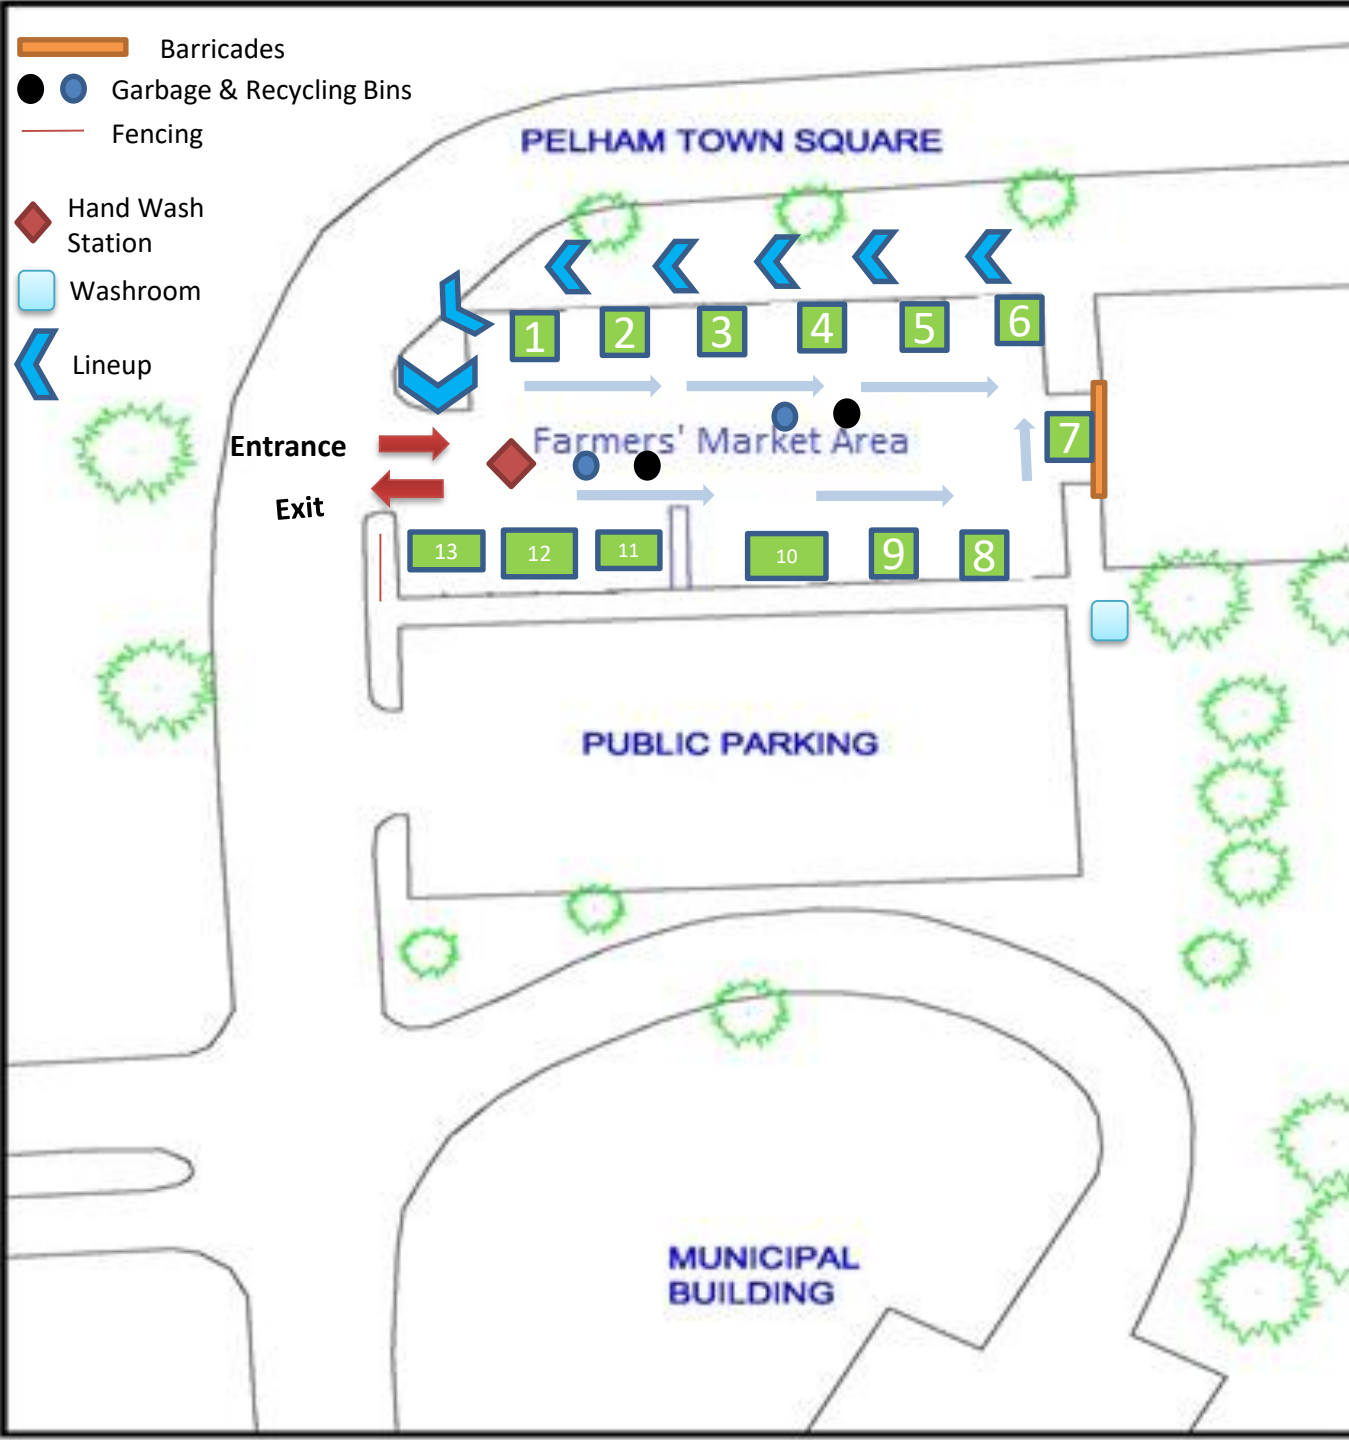 Barricades
Garbage & Recycling Bins
Fencing
Hand Wash
Station
Washroom
Lineup
PELHAM TOWN SQUARE
1
2
3
4
5
6
7
Entrance
Farmers' Market Area
Exit
13
12
11
10
9
8
PUBLIC PARKING
MUNICIPAL
BUILDING